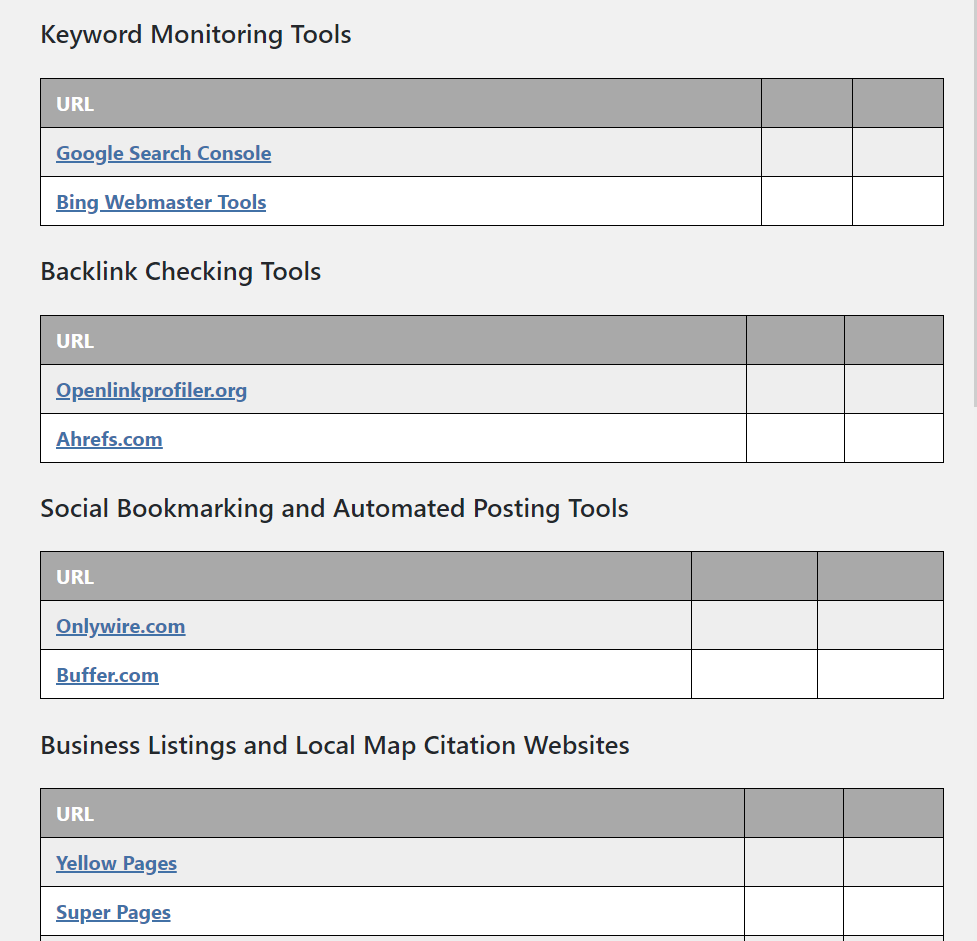 Keyword Monitoring Tools
URL
Google Search Console
Bing Webmaster Tools
Backlink Checking Tools
URL
Openlinkprofiler.org
Ahrefs.com
Social Bookmarking and Automated Posting Tools
URL
Onlywire.com
Buffer.com
Business Listings and Local Map Citation Websites
URL
Yellow Pages
Super Pages